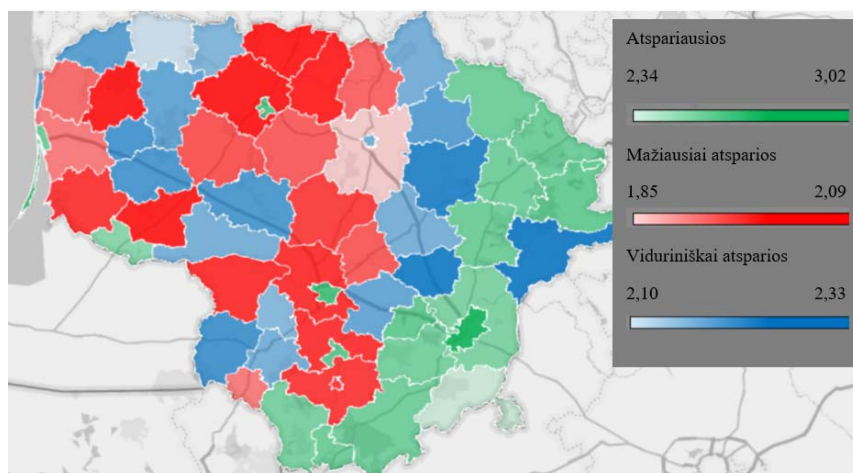 Atspariausios
2,34 3,02
Mažiausiai atsparios
1,85 2,09
Viduriniškai atsparios
2,10 2,33